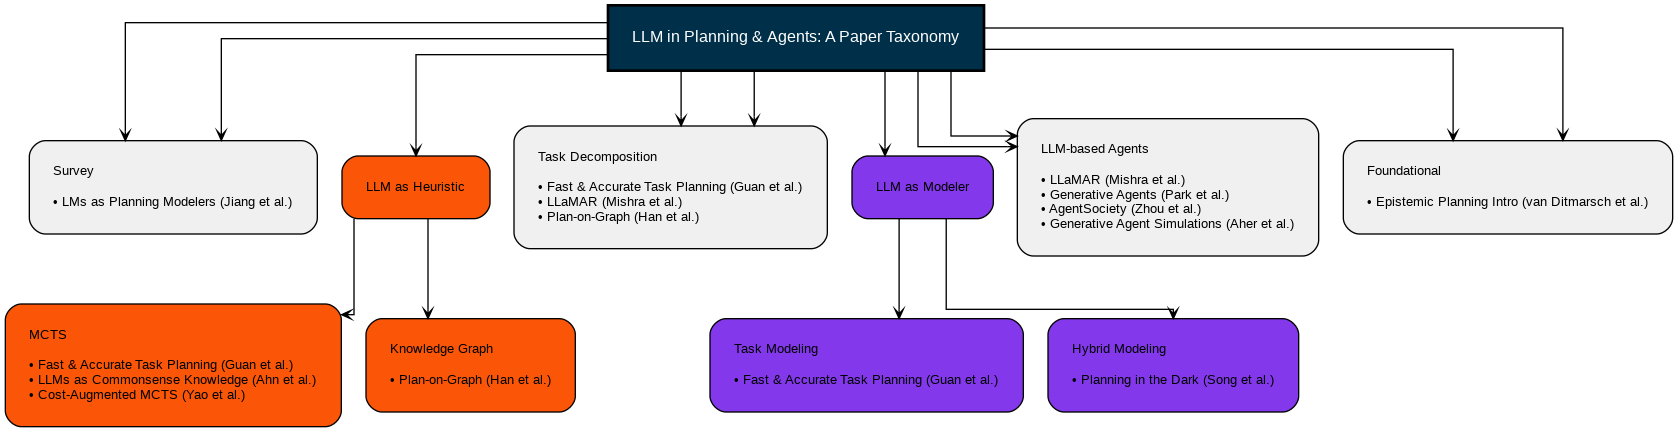 LLM in Planning & Agents: A Paper Taxonomy
Survey
• LMs as Planning Modelers (Jiang et al.)
LLM as Heuristic
Task Decomposition
• Fast & Accurate Task Planning (Guan et al.)
• LLaMAR (Mishra et al.)
• Plan-on-Graph (Han et al.)
LLM as Modeler
LLM-based Agents
• LLaMAR (Mishra et al.)
• Generative Agents (Park et al.)
• AgentSociety (Zhou et al.)
• Generative Agent Simulations (Aher et al.)
Foundational
• Epistemic Planning Intro (van Ditmarsch et al.)
MCTS
• Fast & Accurate Task Planning (Guan et al.)
• LLMs as Commonsense Knowledge (Ahn et al.)
• Cost-Augmented MCTS (Yao et al.)
Knowledge Graph
• Plan-on-Graph (Han et al.)
Task Modeling
• Fast & Accurate Task Planning (Guan et al.)
Hybrid Modeling
• Planning in the Dark (Song et al.)